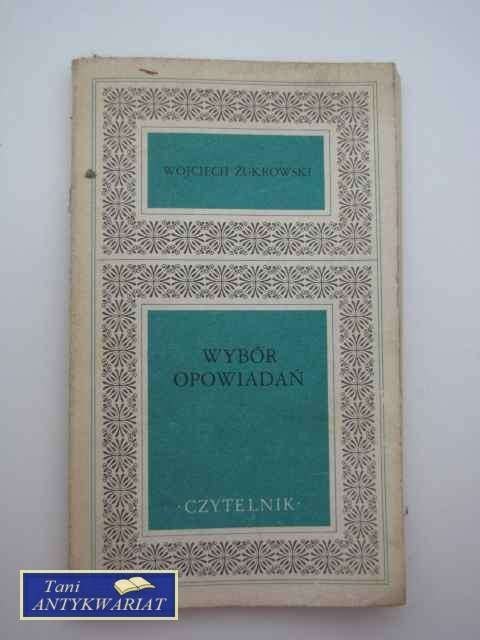 WOJCIECH ŻUKROWSKI
WYBÓR
OPOWIADAŃ
·CZYTELNIK·
Tani
ANTYKWARIAT